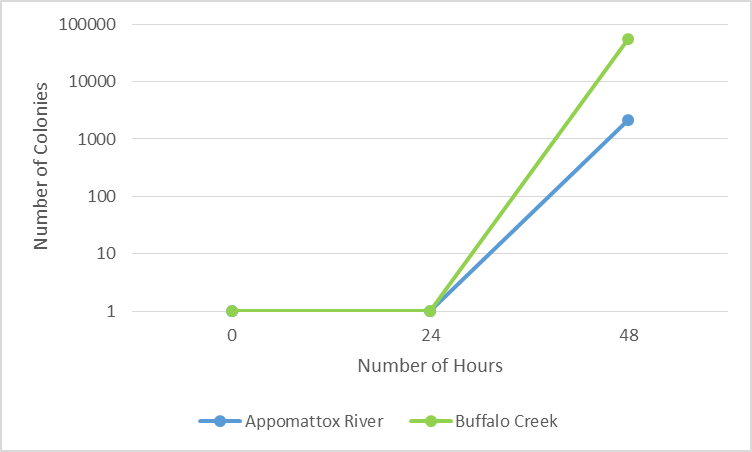 100000
10000
1000
100
10
1
Number of Colonies
0 24 48
Number of Hours
Appomattox River Buffalo Creek